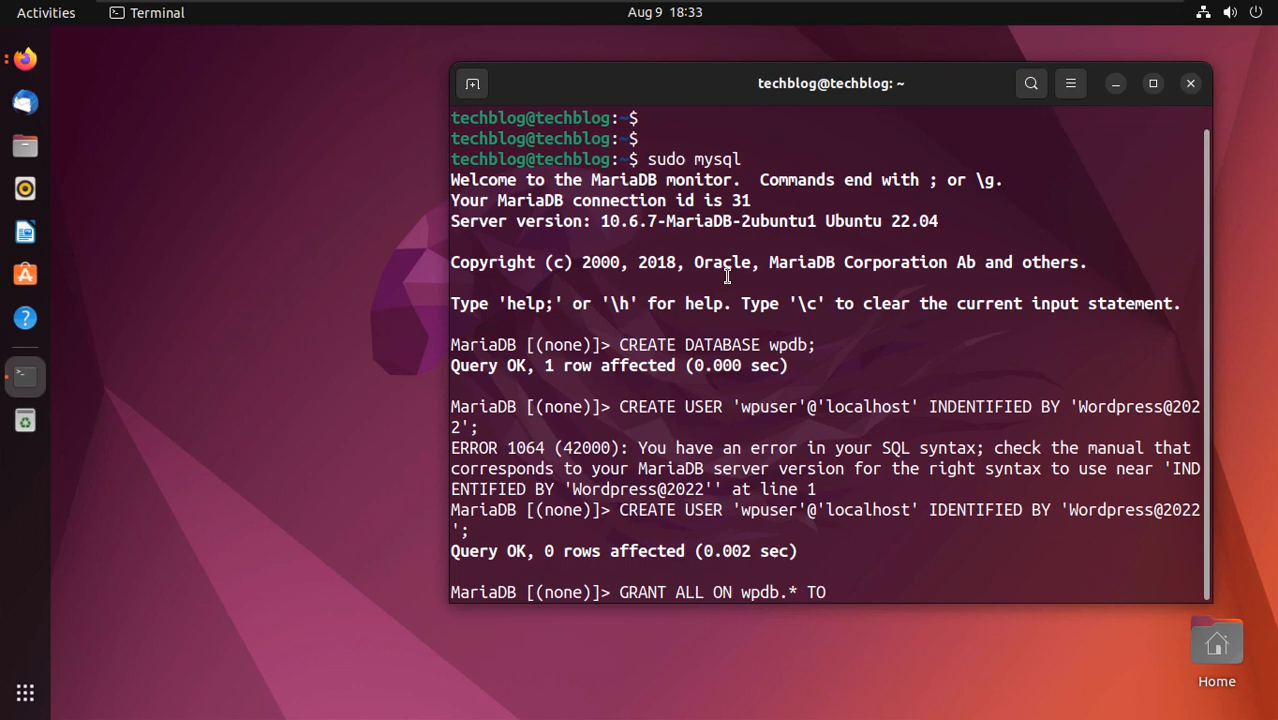 Activities
Terminal
Aug 9 18:33
techblog@techblog: ~
techblog@techblog:~$
techblog@techblog:~$
techblog@techblog:~$ sudo mysql
Welcome to the MariaDB monitor.  Commands end with ; or \g.
Your MariaDB connection id is 31
Server version: 10.6.7-MariaDB-2ubuntu1 Ubuntu 22.04
Copyright (c) 2000, 2018, Oracle, MariaDB Corporation Ab and others.
Type 'help;' or '\h' for help. Type '\c' to clear the current input statement.
MariaDB [(none)]> CREATE DATABASE wpdb;
Query OK, 1 row affected (0.000 sec)
MariaDB [(none)]> CREATE USER 'wpuser'@'localhost' INDENTIFIED BY 'Wordpress@202
2';
ERROR 1064 (42000): You have an error in your SQL syntax; check the manual that
corresponds to your MariaDB server version for the right syntax to use near 'IND
ENTIFIED BY 'Wordpress@2022'' at line 1
MariaDB [(none)]> CREATE USER 'wpuser'@'localhost' IDENTIFIED BY 'Wordpress@2022
';
Query OK, 0 rows affected (0.002 sec)
MariaDB [(none)]> GRANT ALL ON wpdb.* TO
Home